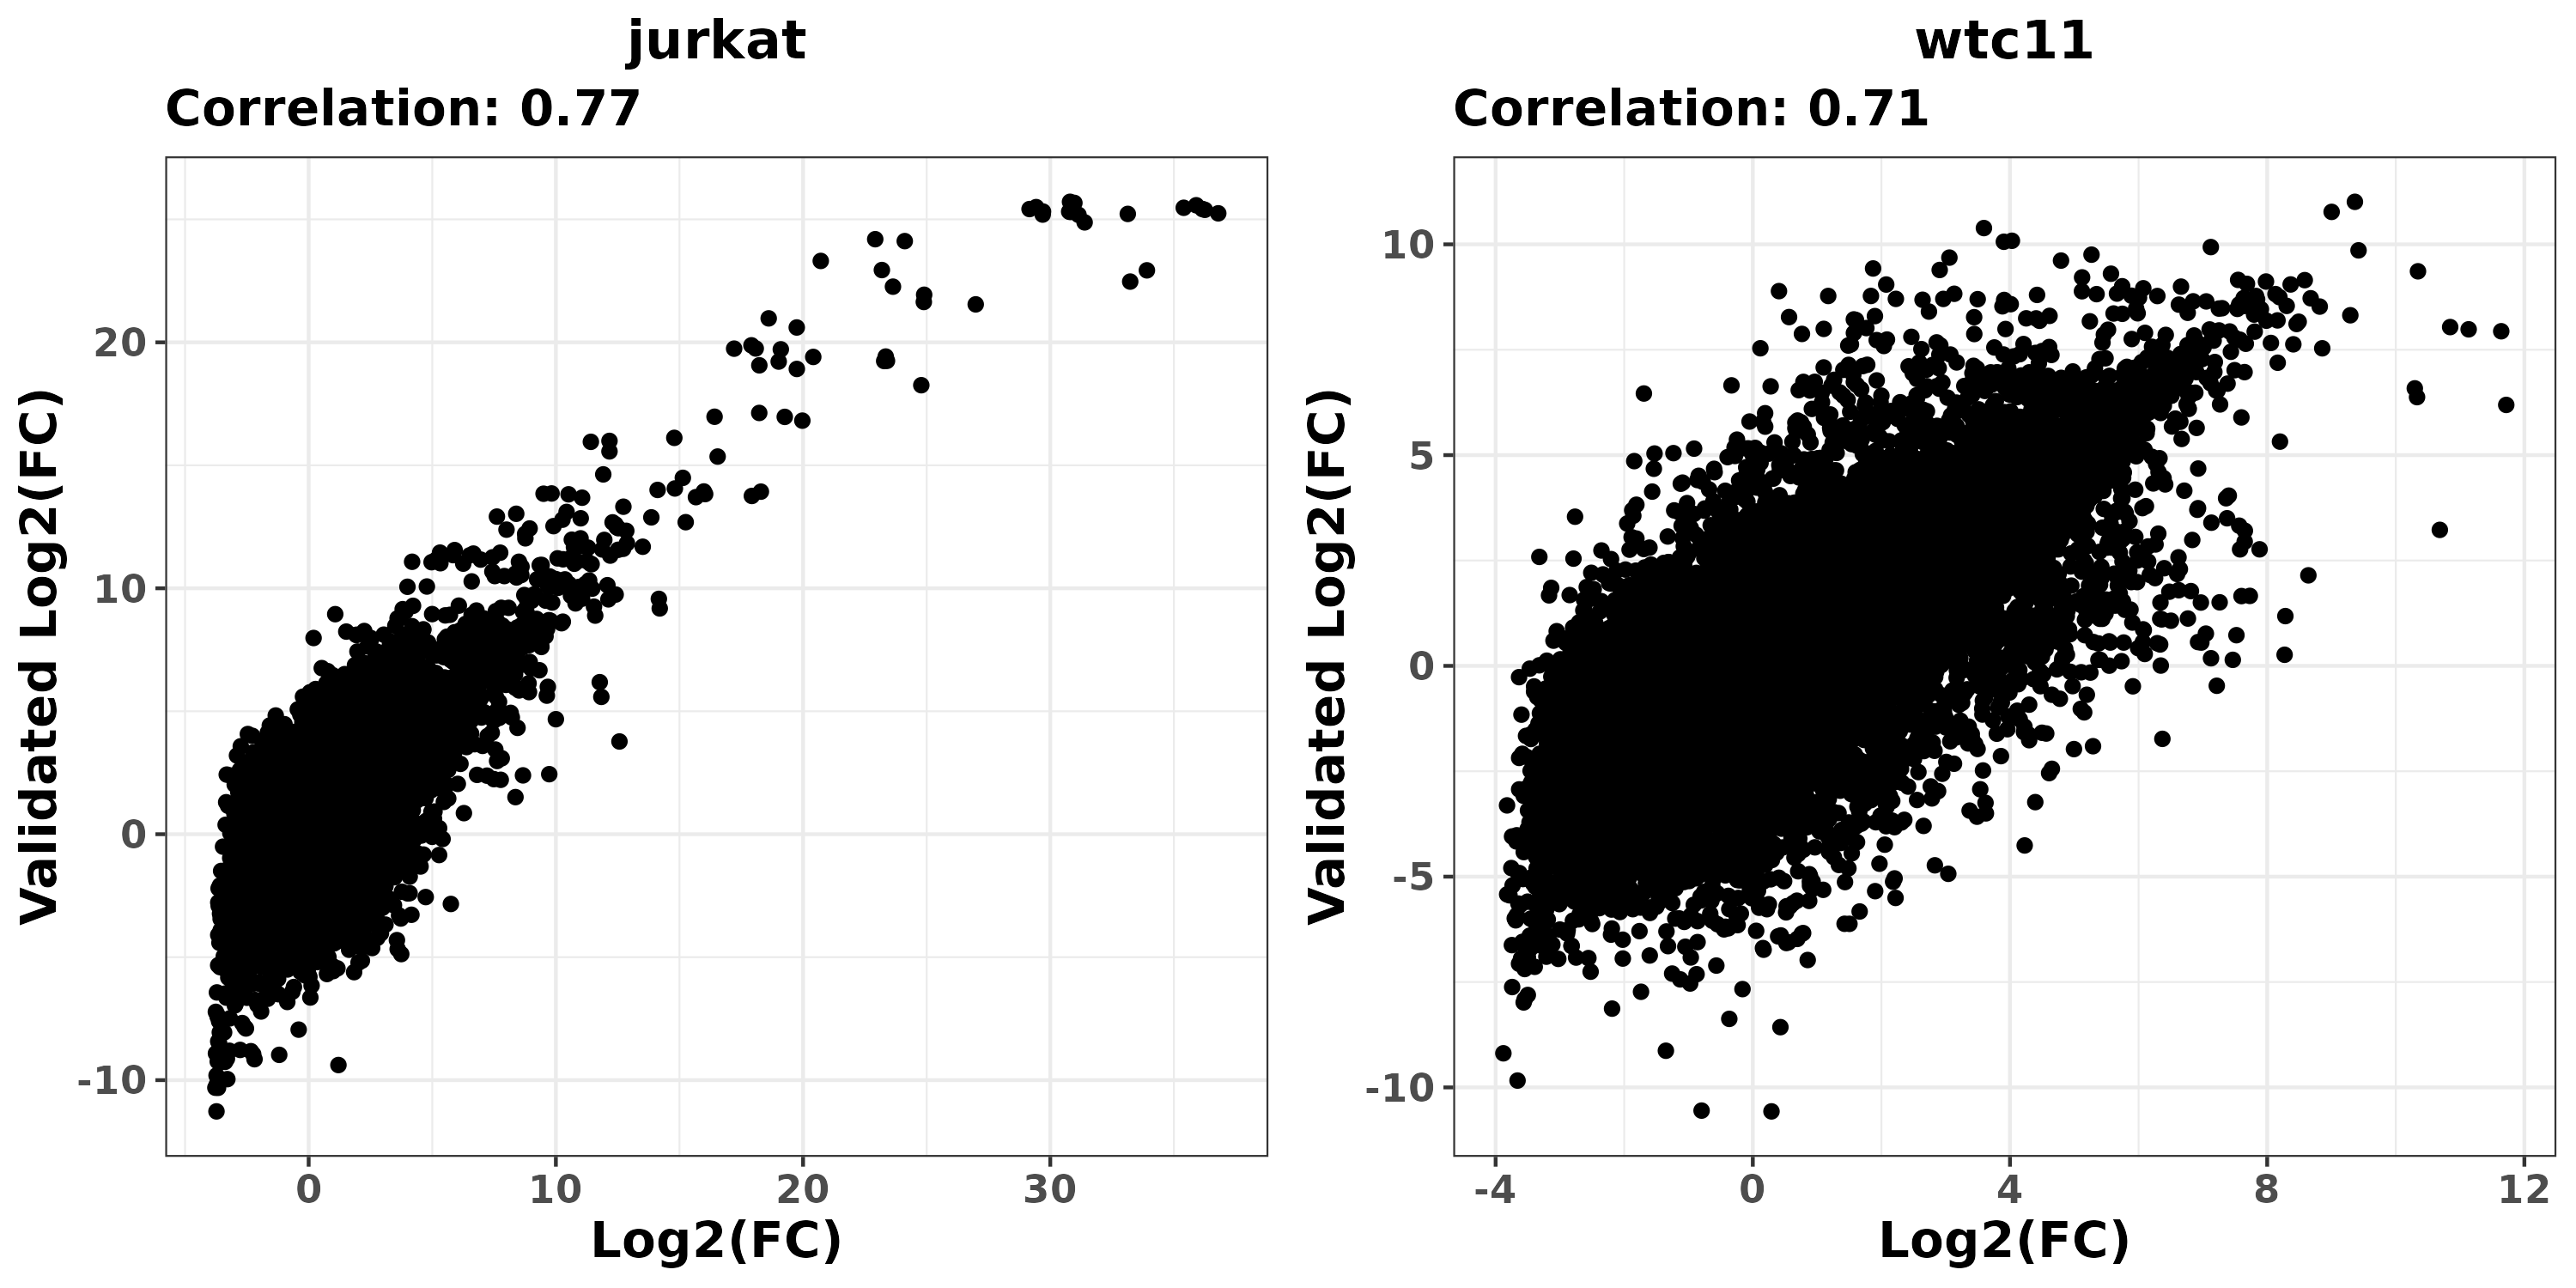 jurkat
Correlation: 0.77
Validated Log2(FC)
20
10
0
-10
0 10 20 30
Log2(FC)
wtc11
Correlation: 0.71
Validated Log2(FC)
10
5
0
-5
-10
-4 0 4 8 12
Log2(FC)